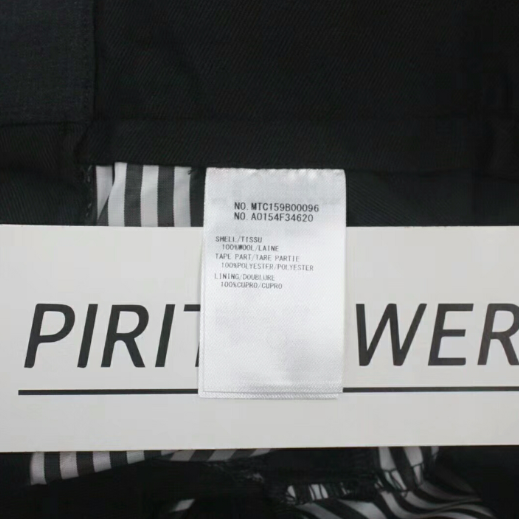 NO. MTC159B00096
NO. A0154F34620
SHELL/TISSU
100%WOOL/LAINE
TAPE PART/TARE PARTIE
100%POLYESTER/POLYESTER
LINING/DOUBLURE
100%CUPRO/CUPRO
PIRIT WER